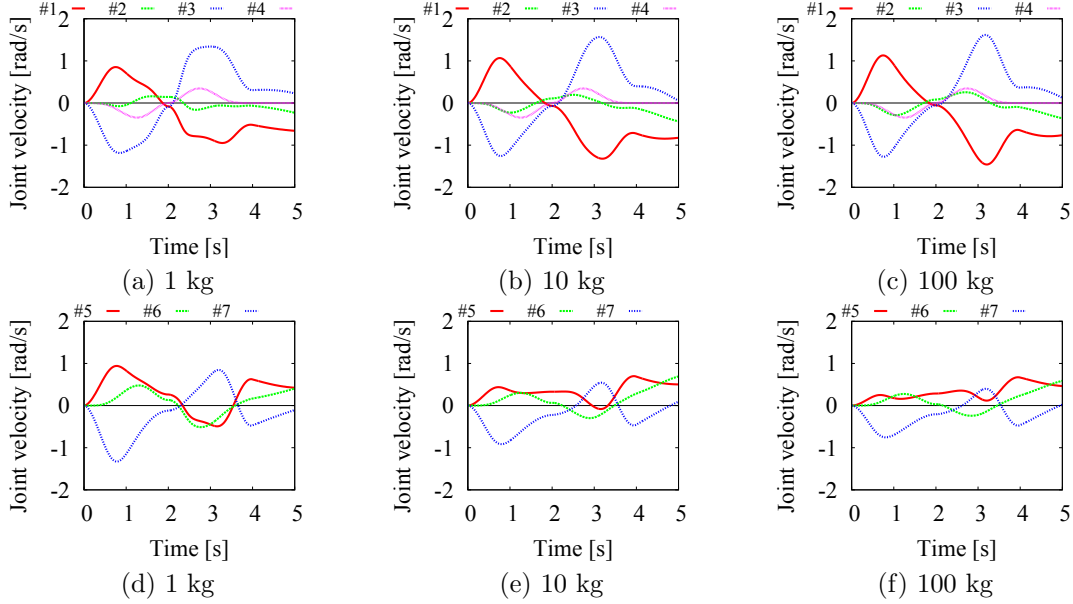 #1 #2 #3 #4
Joint velocity [rad/s]
2
1
0
-1
-2
0 1 2 3 4 5
Time [s]
(a) 1 kg
#1 #2 #3 #4
Joint velocity [rad/s]
2
1
0
-1
-2
0 1 2 3 4 5
Time [s]
(b) 10 kg
#1 #2 #3 #4
Joint velocity [rad/s]
2
1
0
-1
-2
0 1 2 3 4 5
Time [s]
(c) 100 kg
#5 #6 #7
Joint velocity [rad/s]
2
1
0
-1
-2
0 1 2 3 4 5
Time [s]
(d) 1 kg
#5 #6 #7
Joint velocity [rad/s]
2
1
0
-1
-2
0 1 2 3 4 5
Time [s]
(e) 10 kg
#5 #6 #7
Joint velocity [rad/s]
2
1
0
-1
-2
0 1 2 3 4 5
Time [s]
(f) 100 kg